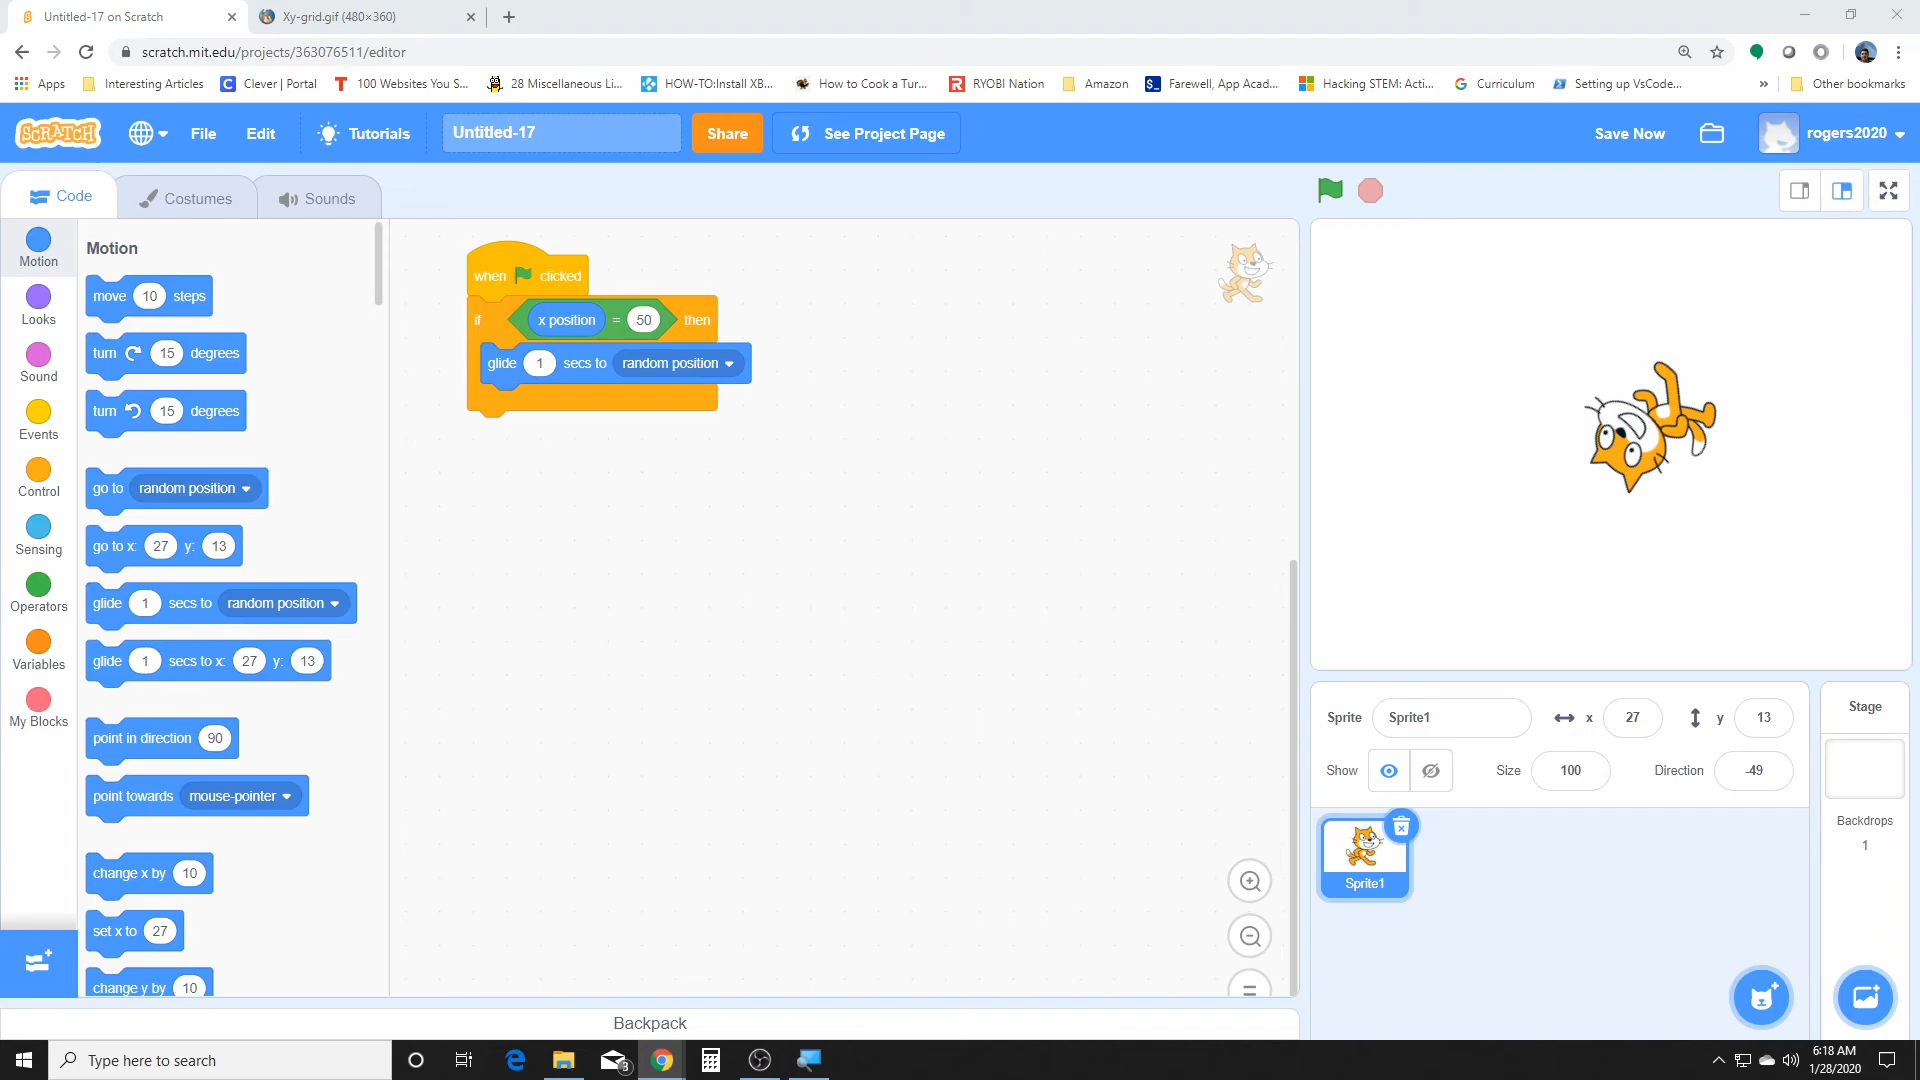 Untitled-17 on Scratch
Xy-grid.gif (480×360)
scratch.mit.edu/projects/363076511/editor
Apps
Interesting Articles
Clever | Portal
100 Websites You S...
28 Miscellaneous Li...
HOW-TO:Install XB...
How to Cook a Tur...
RYOBI Nation
Amazon
Farewell, App Acad...
Hacking STEM: Acti...
Curriculum
Setting up VsCode...
»
Other bookmarks
SCRATCH
File
Edit
Tutorials
Untitled-17
Share
See Project Page
Save Now
rogers2020
Code
Costumes
Sounds
Motion
Looks
Sound
Events
Control
Sensing
Operators
Variables
My Blocks
Motion
move 10 steps
turn 15 degrees
turn 15 degrees
go to random position
go to x: 27 y: 13
glide 1 secs to random position
glide 1 secs to x: 27 y: 13
point in direction 90
point towards mouse-pointer
change x by 10
set x to 27
change y by 10
when clicked
if x position = 50 then
glide 1 secs to random position
Backpack
Sprite Sprite1 x 27 y 13
Show Size 100 Direction -49
Sprite1
Stage
Backdrops
1
Type here to search
3
6:18 AM
1/28/2020